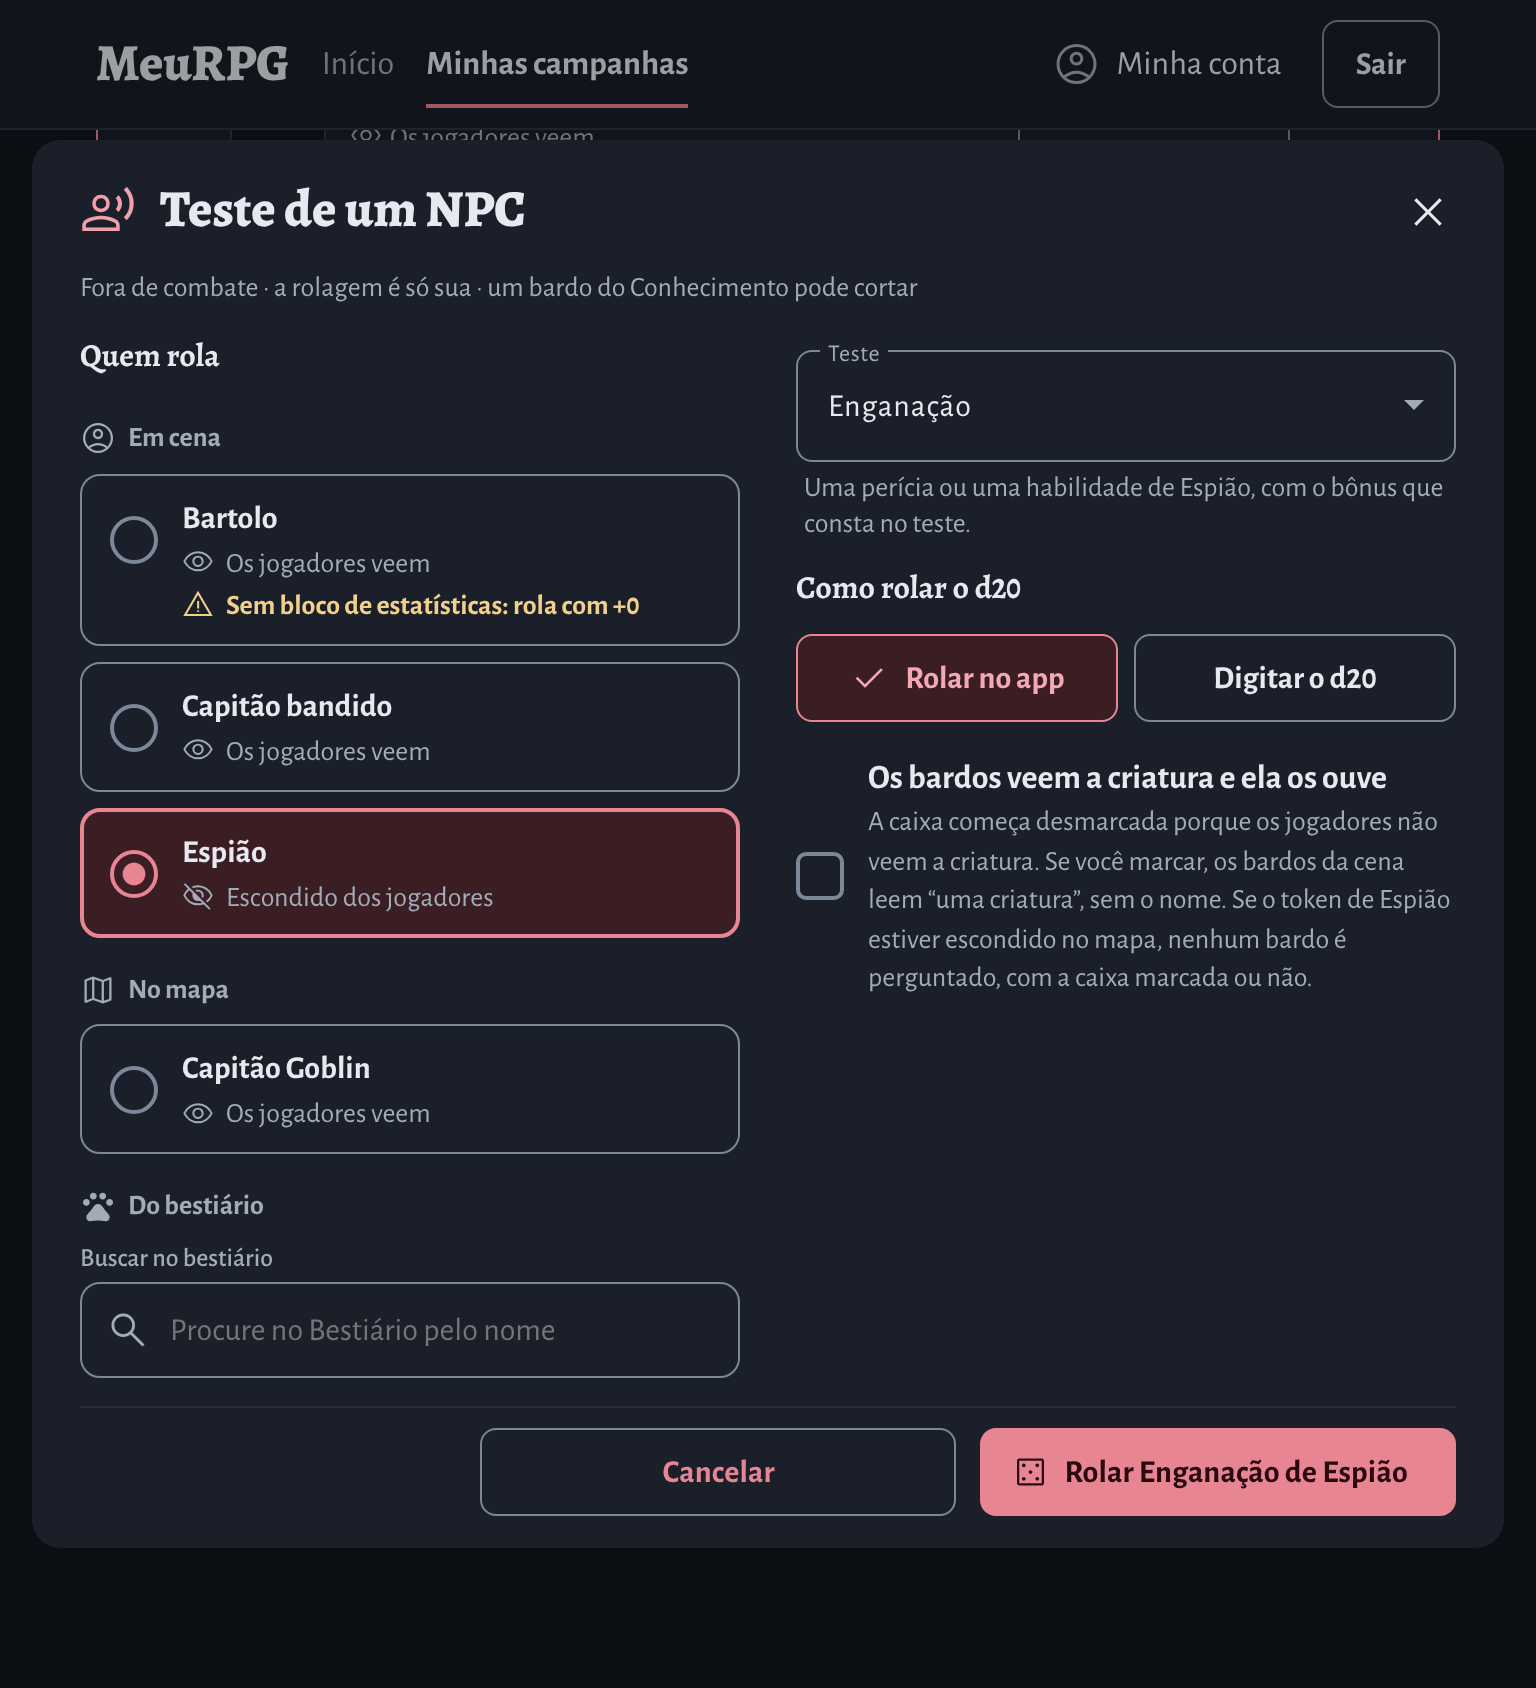 MeuRPG Início Minhas campanhas Minha conta Sair
Os jogadores veem
Teste de um NPC
Fora de combate · a rolagem é só sua · um bardo do Conhecimento pode cortar
Quem rola
Em cena
Bartolo
Os jogadores veem
Sem bloco de estatísticas: rola com +0
Capitão bandido
Os jogadores veem
Espião
Escondido dos jogadores
No mapa
Capitão Goblin
Os jogadores veem
Do bestiário
Buscar no bestiário
Procure no Bestiário pelo nome
Teste
Enganação
Uma perícia ou uma habilidade de Espião, com o bônus que
consta no teste.
Como rolar o d20
Rolar no app
Digitar o d20
Os bardos veem a criatura e ela os ouve
A caixa começa desmarcada porque os jogadores não
veem a criatura. Se você marcar, os bardos da cena
leem “uma criatura”, sem o nome. Se o token de Espião
estiver escondido no mapa, nenhum bardo é
perguntado, com a caixa marcada ou não.
Cancelar
Rolar Enganação de Espião